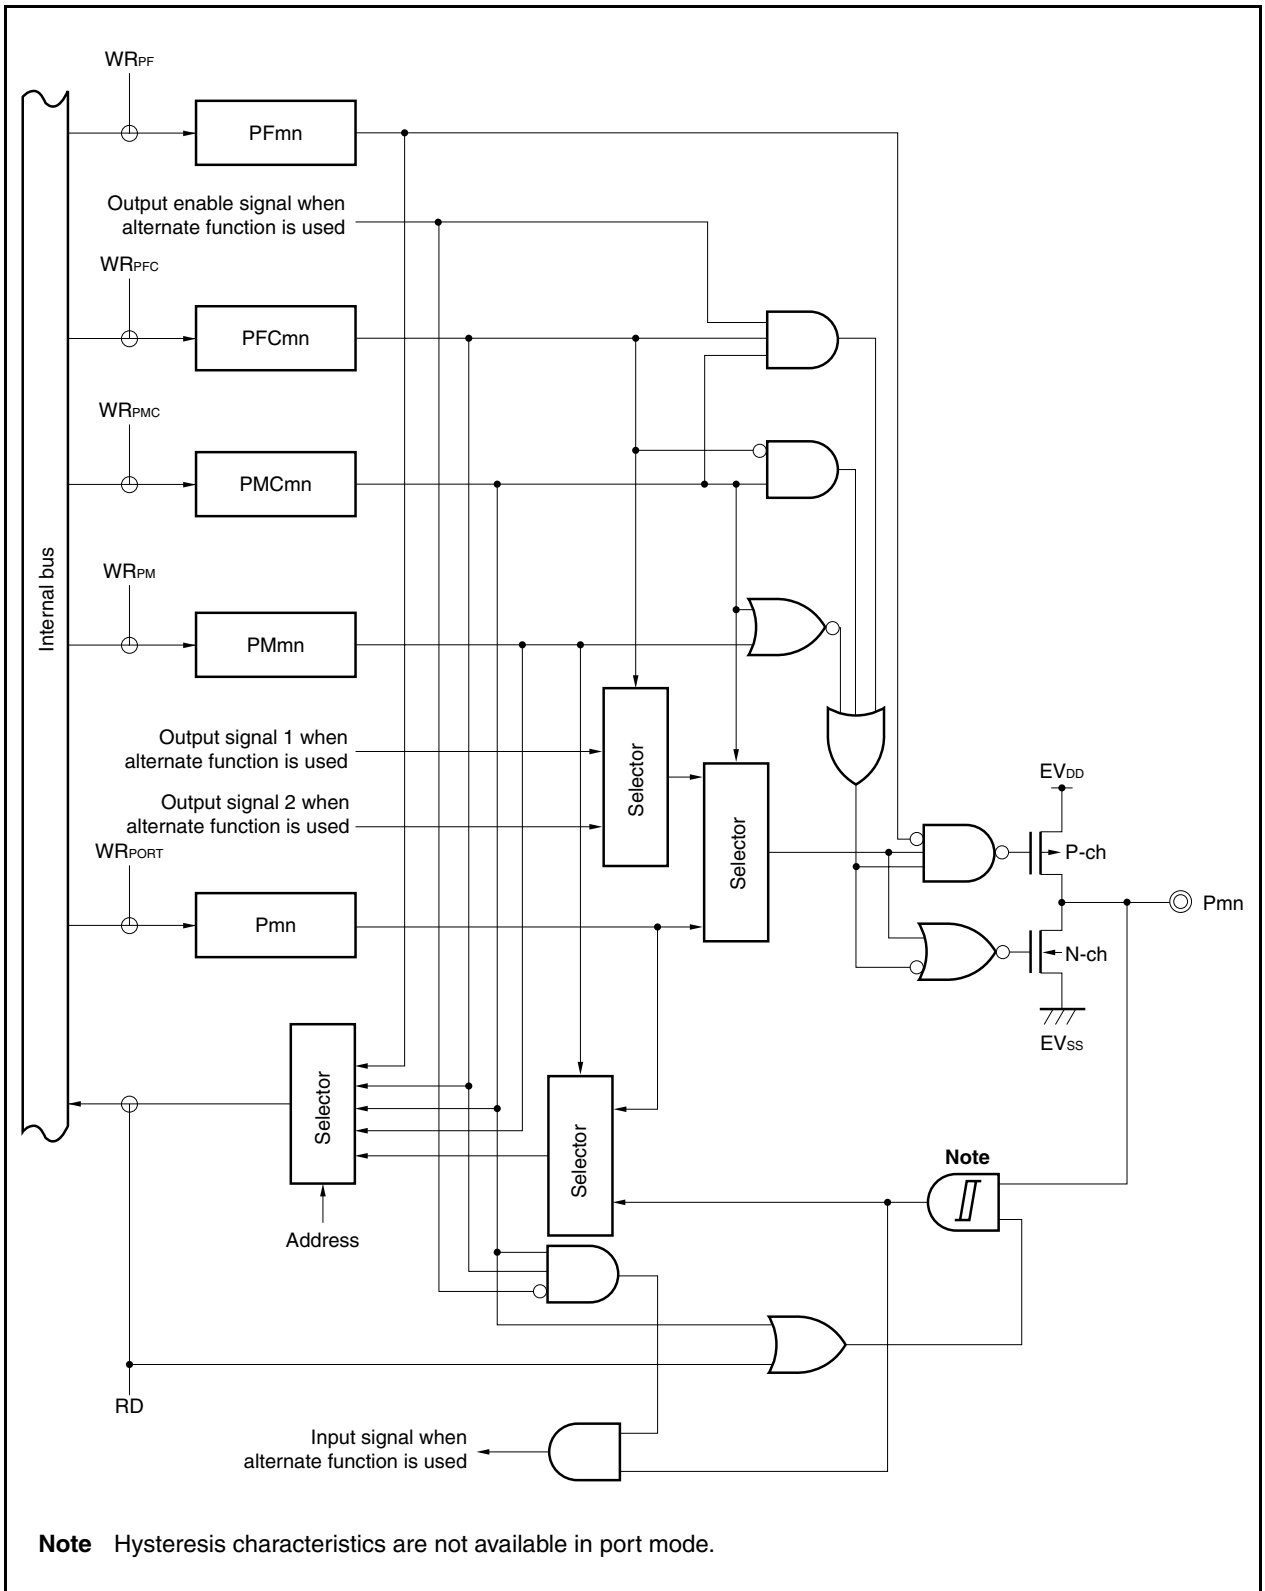 WRPF
PFmn
Output enable signal when
alternate function is used
WRPFC
PFCmn
WRPMC
PMCmn
Internal bus
WRPM
PMmn
Output signal 1 when
alternate function is used
Selector
Output signal 2 when
alternate function is used
Selector
EVDD
P-ch
WRPORT
Pmn
Pmn
N-ch
EVSS
Selector
Selector
Note
Address
RD
Input signal when
alternate function is used
Note Hysteresis characteristics are not available in port mode.